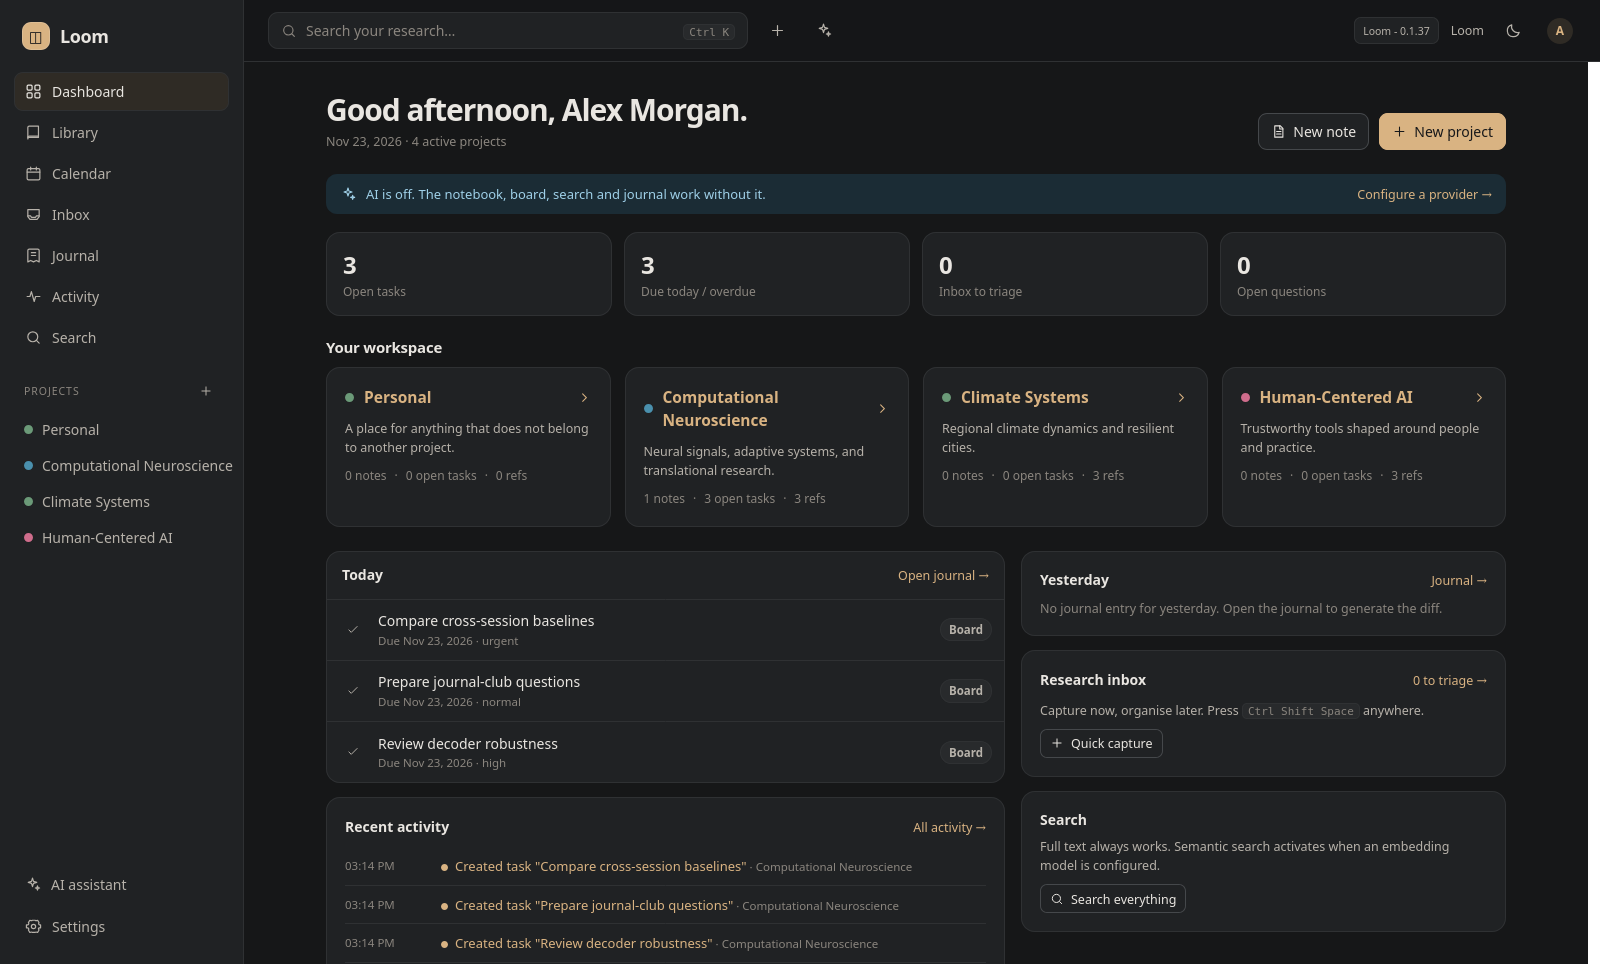 Loom
Dashboard
Library
Calendar
Inbox
Journal
Activity
Search
PROJECTS
Personal
Computational Neuroscience
Climate Systems
Human-Centered AI
AI assistant
Settings
Search your research... Ctrl K
Loom - 0.1.37 Loom A
Good afternoon, Alex Morgan.
Nov 23, 2026 · 4 active projects
New note
New project
AI is off. The notebook, board, search and journal work without it. Configure a provider →
3
Open tasks
3
Due today / overdue
0
Inbox to triage
0
Open questions
Your workspace
Personal
A place for anything that does not belong
to another project.
0 notes · 0 open tasks · 0 refs
Computational
Neuroscience
Neural signals, adaptive systems, and
translational research.
1 notes · 3 open tasks · 3 refs
Climate Systems
Regional climate dynamics and resilient
cities.
0 notes · 0 open tasks · 3 refs
Human-Centered AI
Trustworthy tools shaped around people
and practice.
0 notes · 0 open tasks · 3 refs
Today Open journal →
Compare cross-session baselines
Due Nov 23, 2026 · urgent
Board
Prepare journal-club questions
Due Nov 23, 2026 · normal
Board
Review decoder robustness
Due Nov 23, 2026 · high
Board
Recent activity All activity →
03:14 PM Created task "Compare cross-session baselines" · Computational Neuroscience
03:14 PM Created task "Prepare journal-club questions" · Computational Neuroscience
03:14 PM Created task "Review decoder robustness" · Computational Neuroscience
Yesterday Journal →
No journal entry for yesterday. Open the journal to generate the diff.
Research inbox 0 to triage →
Capture now, organise later. Press Ctrl Shift Space anywhere.
Quick capture
Search
Full text always works. Semantic search activates when an embedding
model is configured.
Search everything